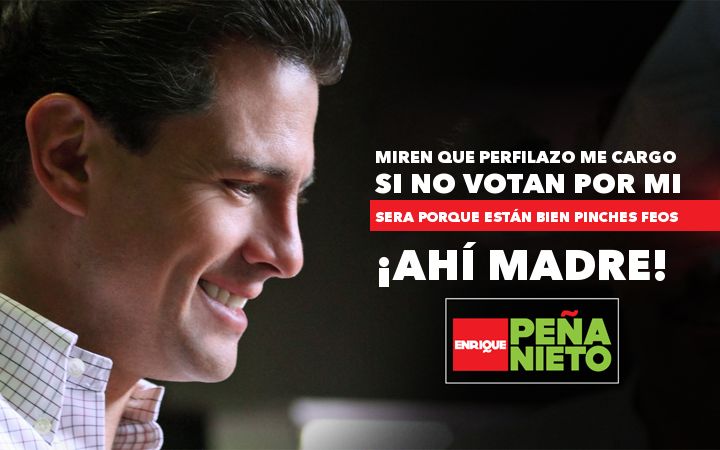 MIREN QUE PERFILAZO ME CARGO
SI NO VOTAN POR MI
SERA PORQUE ESTÁN BIEN PINCHES FEOS
¡AHÍ MADRE!
ENRIQUE
PEÑA
NIETO